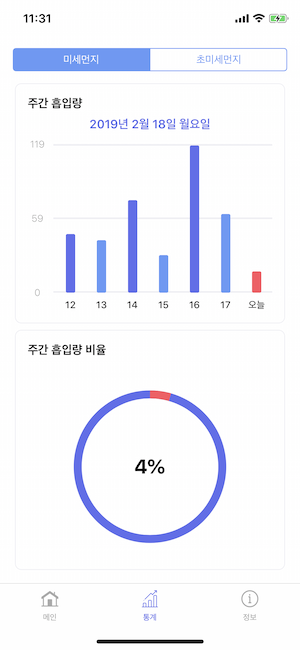 11:31
미세먼지
초미세먼지
주간 흡입량
2019년 2월 18일 월요일
119
59
0
12 13 14 15 16 17 오늘
주간 흡입량 비율
4%
메인 통계 정보